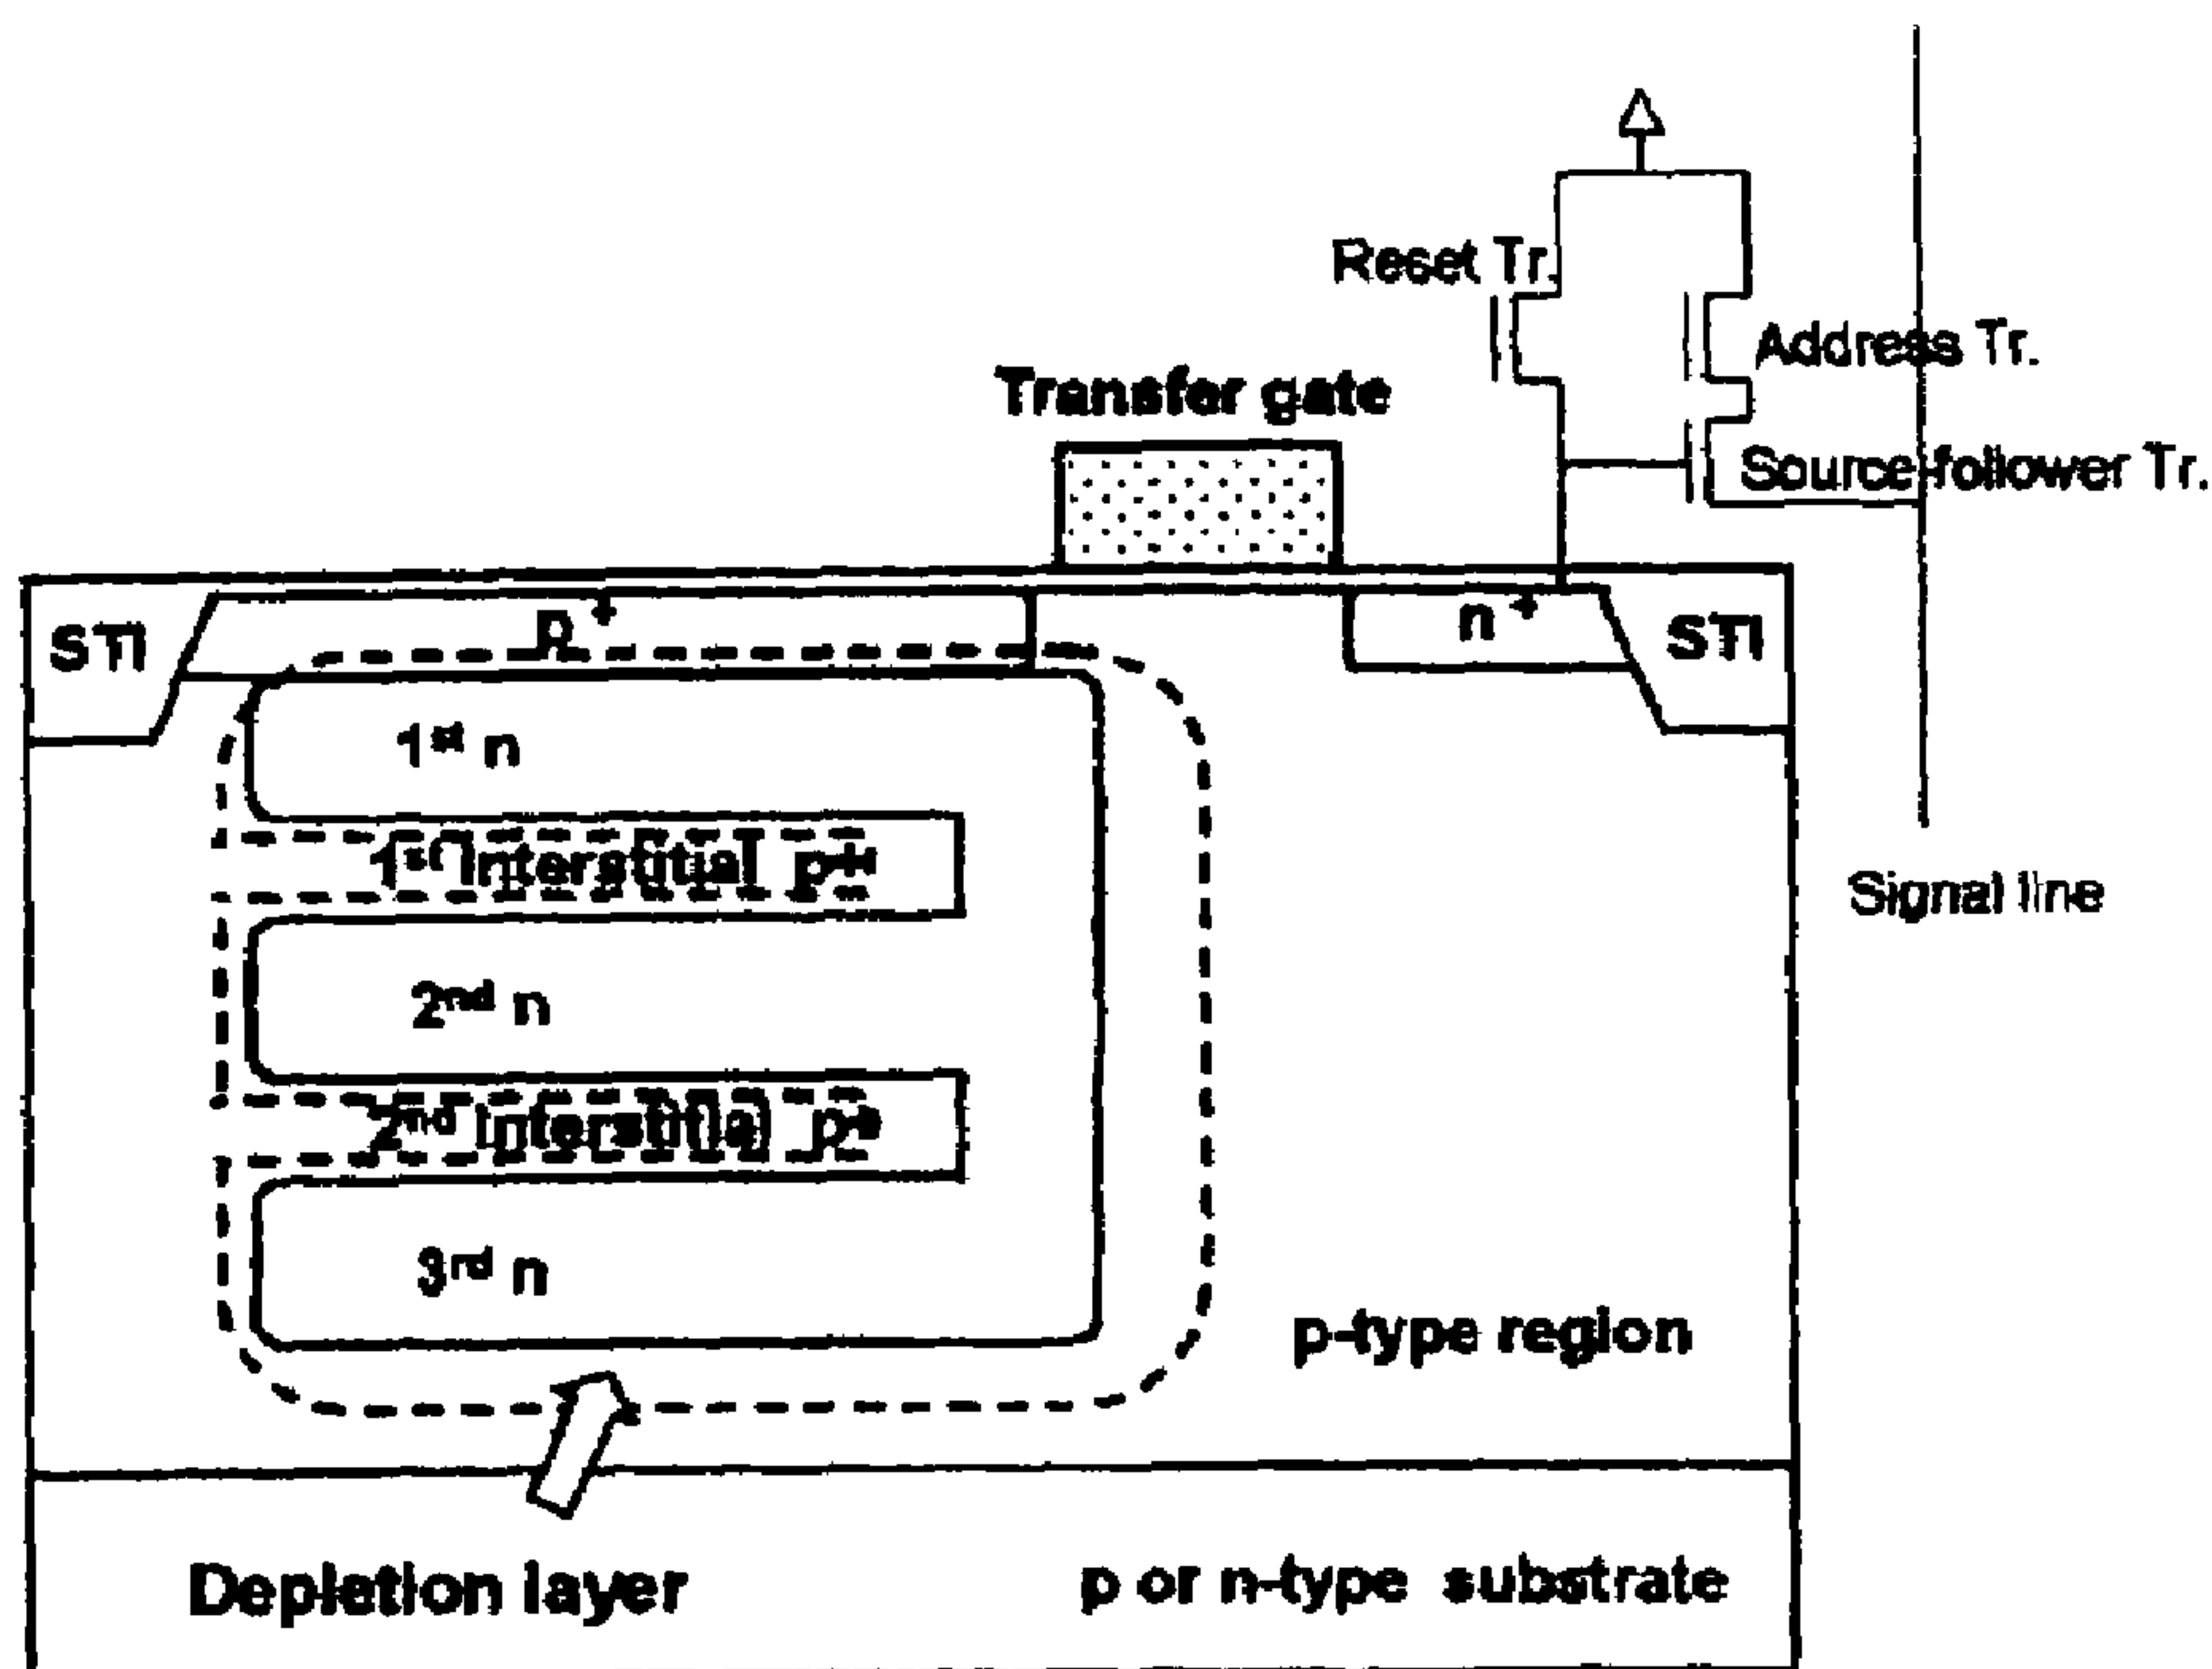 Reset Tr.
Address Tr.
Transfer gate
Source-follower Tr.
STI
p+
n+
STI
1st n
1st Interstitial p+
Signal line
2nd n
2nd Interstitial p+
3rd n
p-type region
Depletion layer
p or n-type substrate